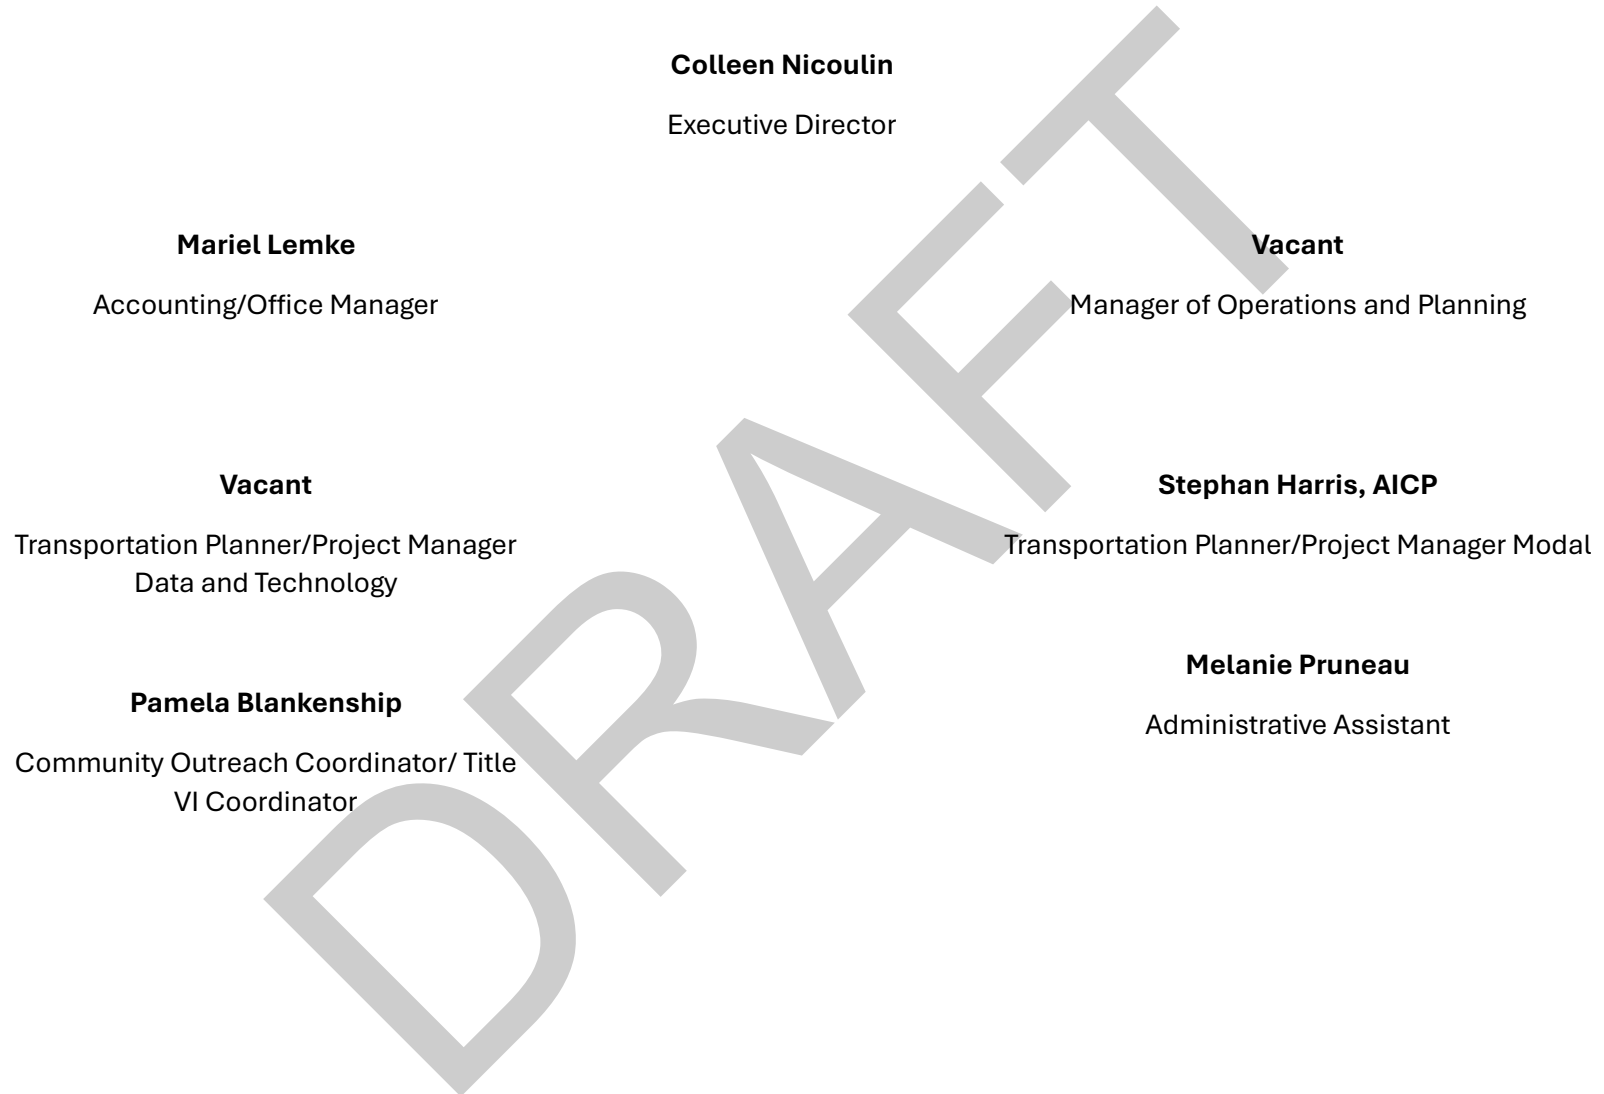 Colleen Nicoulin
Executive Director
Mariel Lemke
Accounting/Office Manager
Vacant
Manager of Operations and Planning
Vacant
Transportation Planner/Project Manager
Data and Technology
Stephan Harris, AICP
Transportation Planner/Project Manager Modal
Pamela Blankenship
Community Outreach Coordinator/ Title
VI Coordinator
Melanie Pruneau
Administrative Assistant
DRAFT